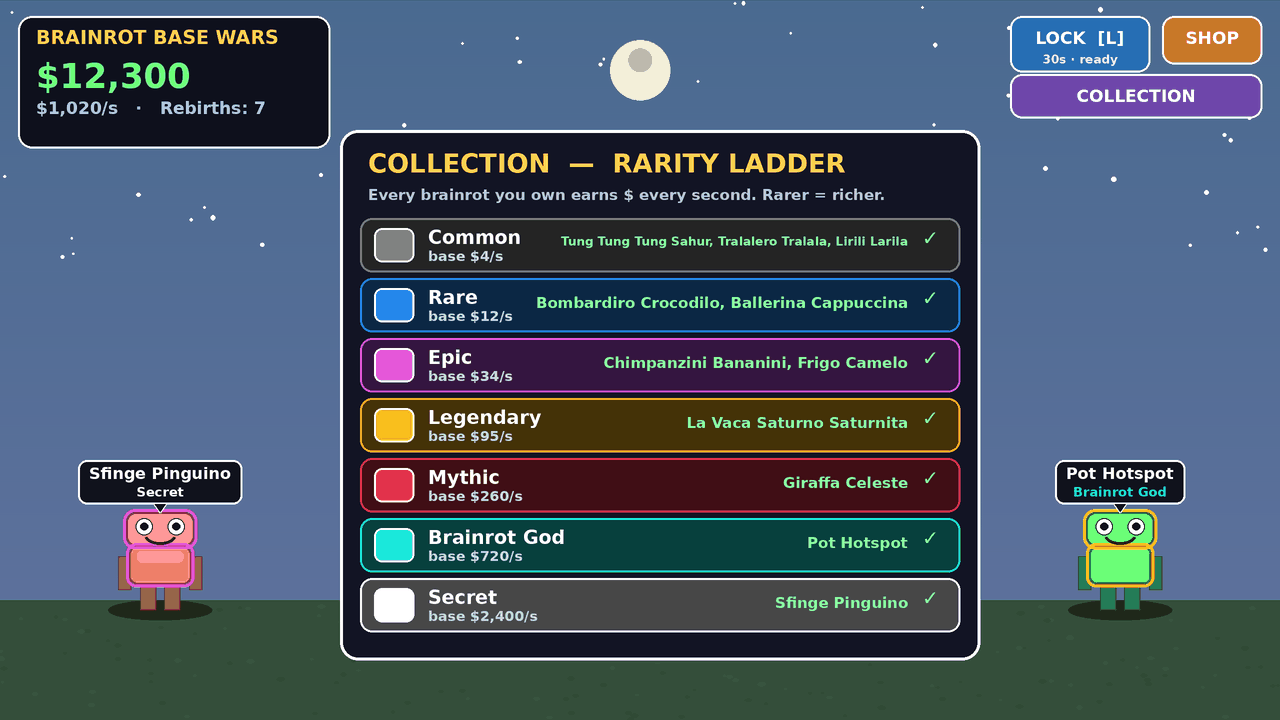 BRAINROT BASE WARS
$12,300
$1,020/s · Rebirths: 7
LOCK [L]
30s · ready
SHOP
COLLECTION
COLLECTION — RARITY LADDER
Every brainrot you own earns $ every second. Rarer = richer.
Common
base $4/s
Tung Tung Tung Sahur, Tralalero Tralala, Lirili Larila ✓
Rare
base $12/s
Bombardiro Crocodilo, Ballerina Cappuccina ✓
Epic
base $34/s
Chimpanzini Bananini, Frigo Camelo ✓
Legendary
base $95/s
La Vaca Saturno Saturnita ✓
Mythic
base $260/s
Giraffa Celeste ✓
Brainrot God
base $720/s
Pot Hotspot ✓
Secret
base $2,400/s
Sfinge Pinguino ✓
Sfinge Pinguino
Secret
Pot Hotspot
Brainrot God